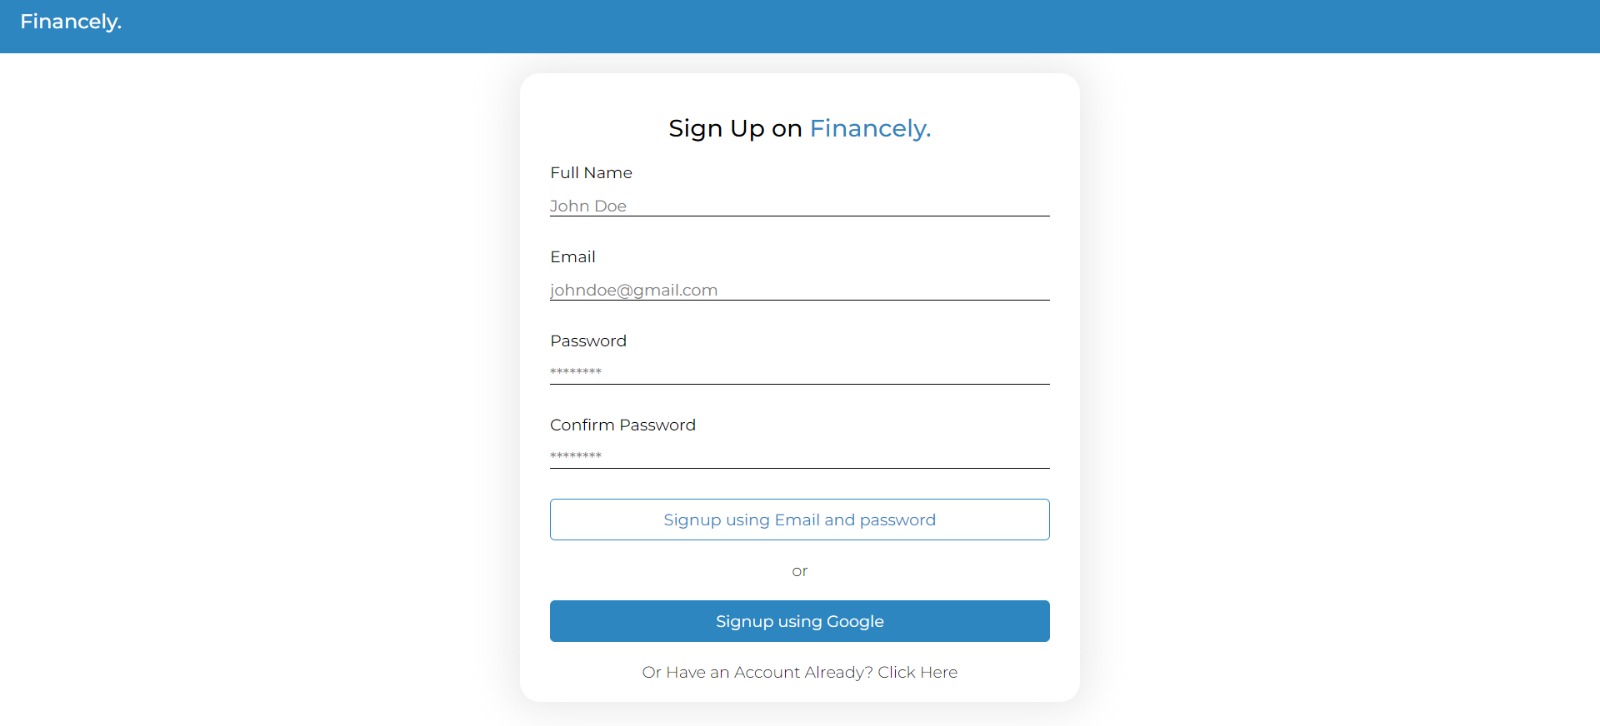 Financely.
Sign Up on Financely.
Full Name
John Doe
Email
johndoe@gmail.com
Password
********
Confirm Password
********
Signup using Email and password
or
Signup using Google
Or Have an Account Already? Click Here